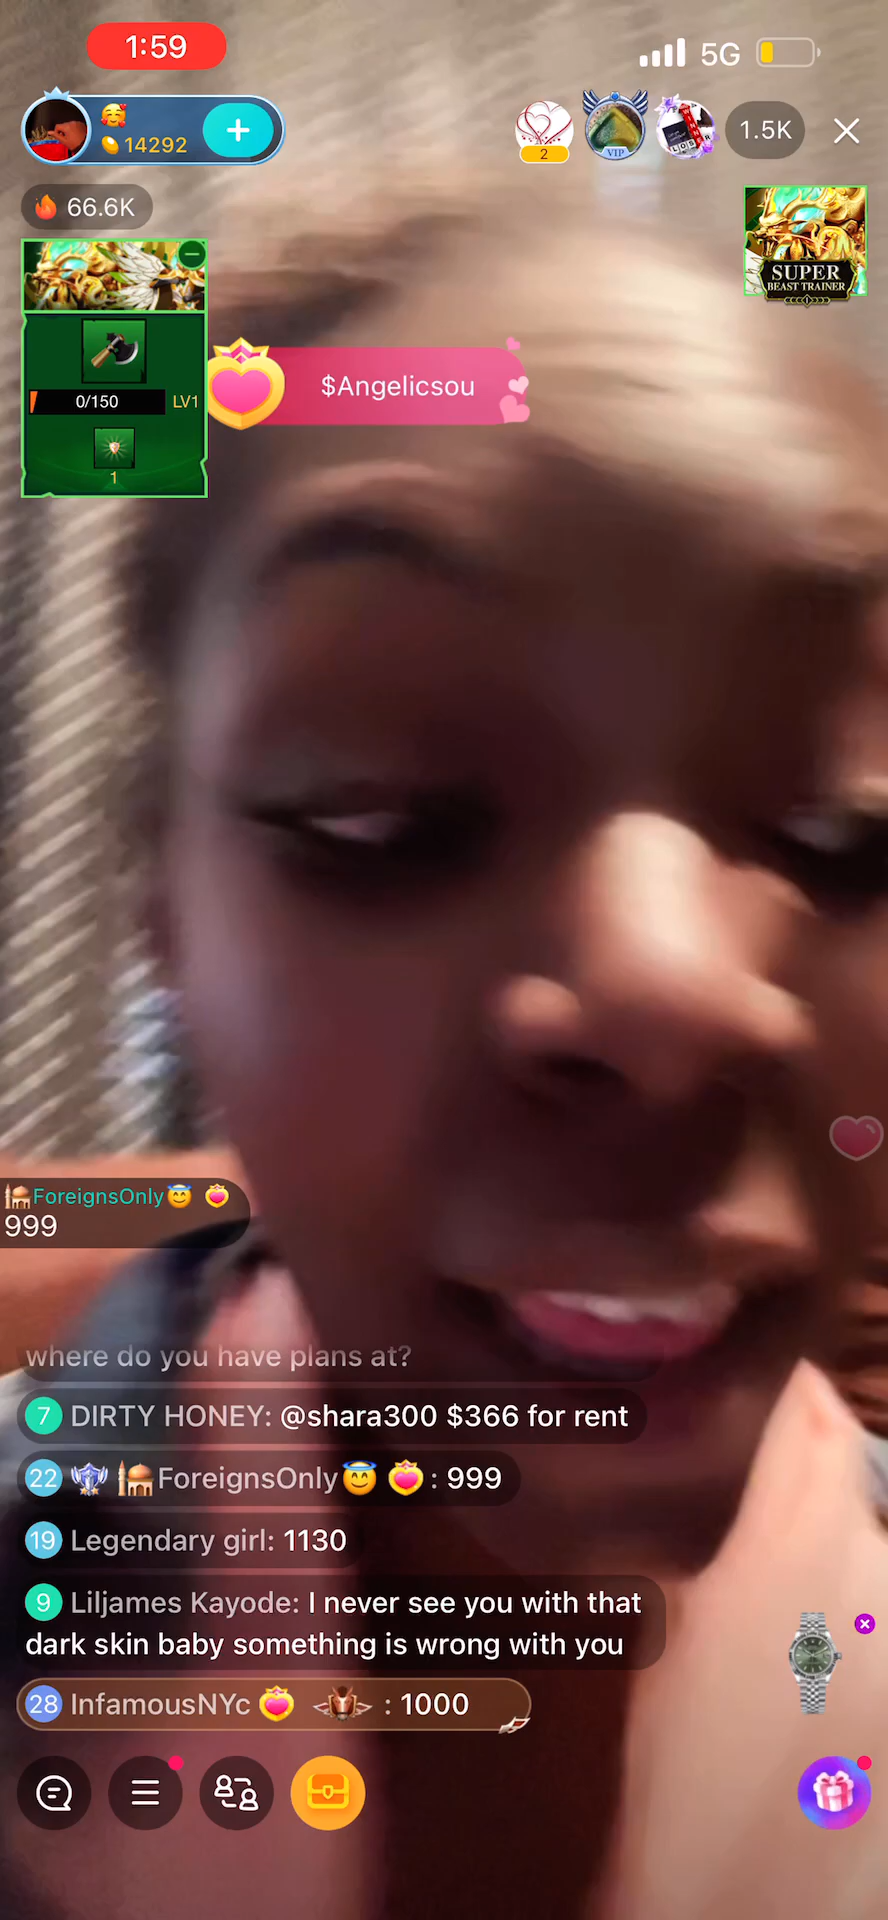 1:59
5G
🥰
14292
2
VIP
1.5K
66.6K
SUPER
BEAST TRAINER
0/150 LV1
1
$Angelicsou
🕌ForeignsOnly😇
999
where do you have plans at?
7 DIRTY HONEY: @shara300 $366 for rent
22 🕌ForeignsOnly😇 : 999
19 Legendary girl: 1130
9 Liljames Kayode: I never see you with that
dark skin baby something is wrong with you
28 InfamousNYc : 1000